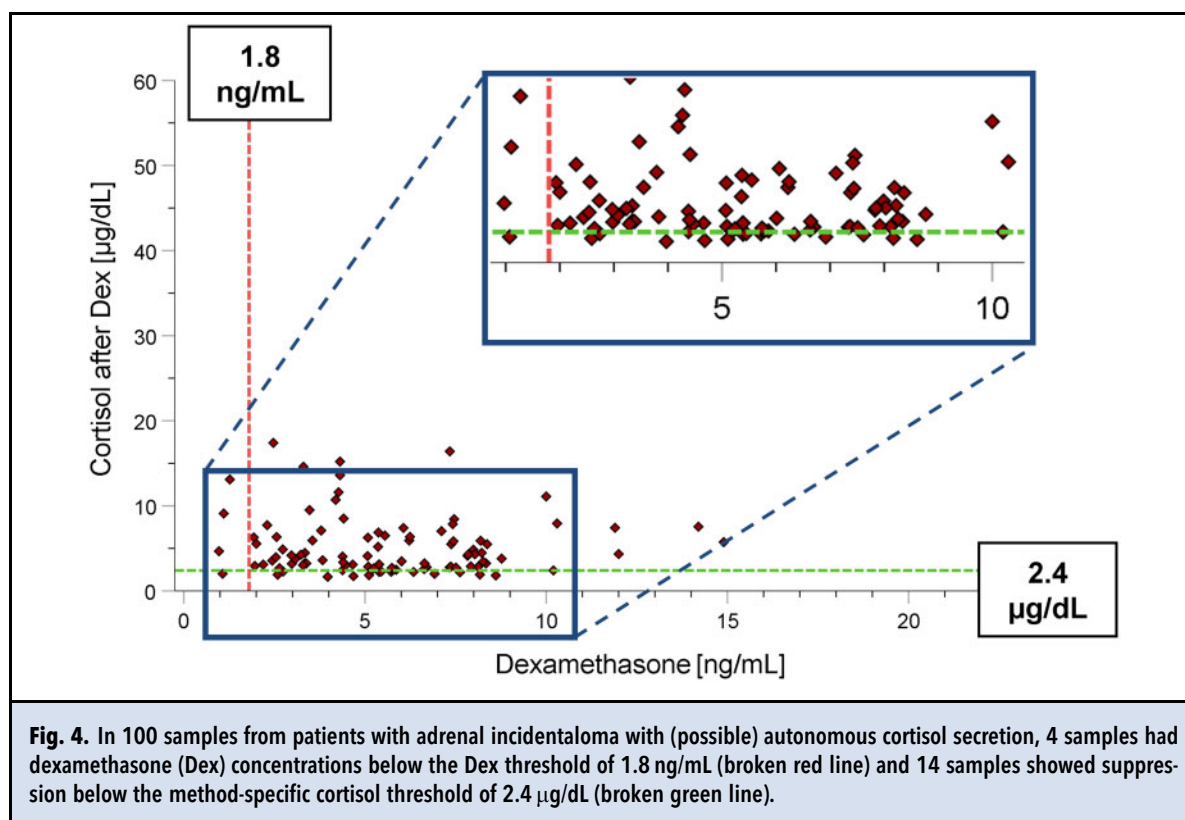 1.8
ng/mL
60
50
40
30
20
10
0
Cortisol after Dex [µg/dL]
5
10
0
5
10
15
20
Dexamethasone [ng/mL]
2.4
µg/dL
Fig. 4. In 100 samples from patients with adrenal incidentaloma with (possible) autonomous cortisol secretion, 4 samples had
dexamethasone (Dex) concentrations below the Dex threshold of 1.8 ng/mL (broken red line) and 14 samples showed suppres-
sion below the method-specific cortisol threshold of 2.4 µg/dL (broken green line).